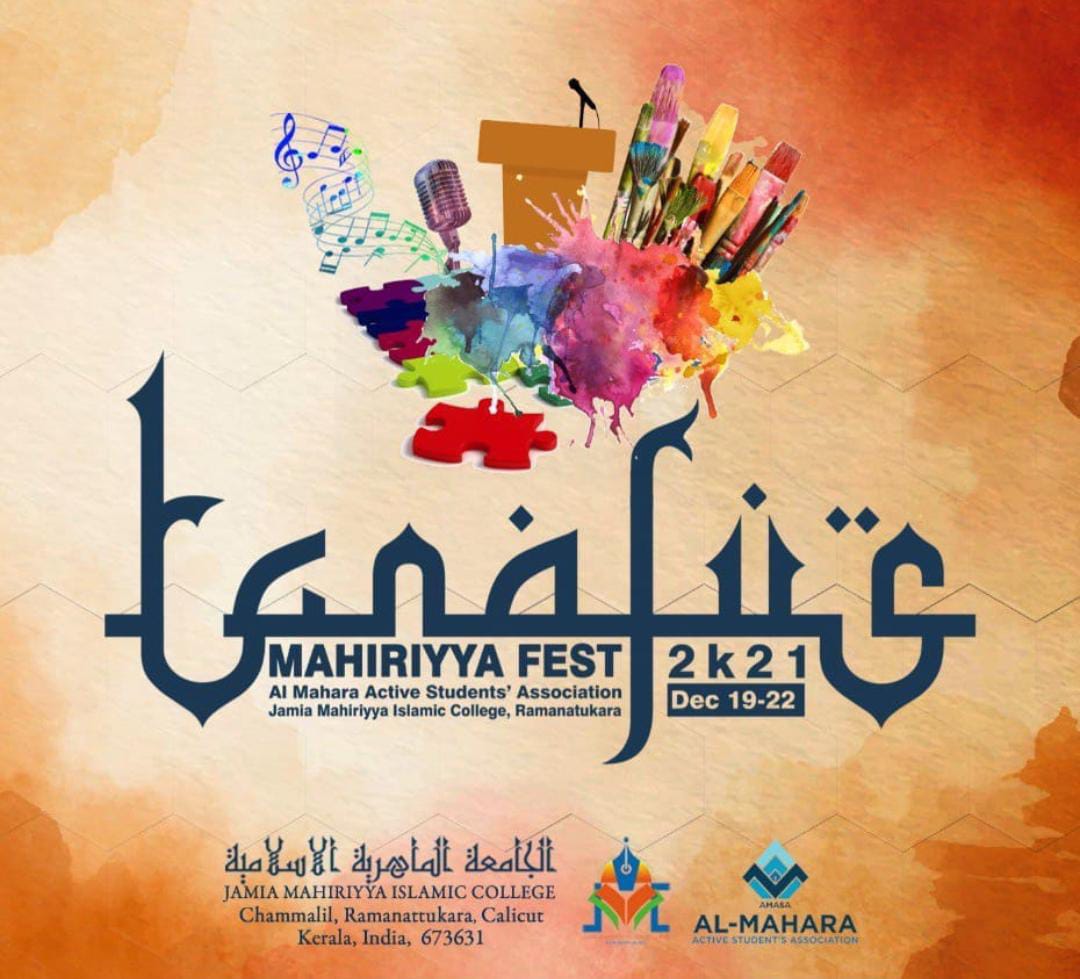 tanafus
MAHIRIYYA FEST
2k21
Al Mahara Active Students' Association
Dec 19-22
Jamia Mahiriyya Islamic College, Ramanatukara
الجامعة الماهرية الاسلامية
JAMIA MAHIRIYYA ISLAMIC COLLEGE
Chammalil, Ramanattukara, Calicut
Kerala, India, 673631
AMASA
AL-MAHARA
ACTIVE STUDENT'S ASSOCIATION